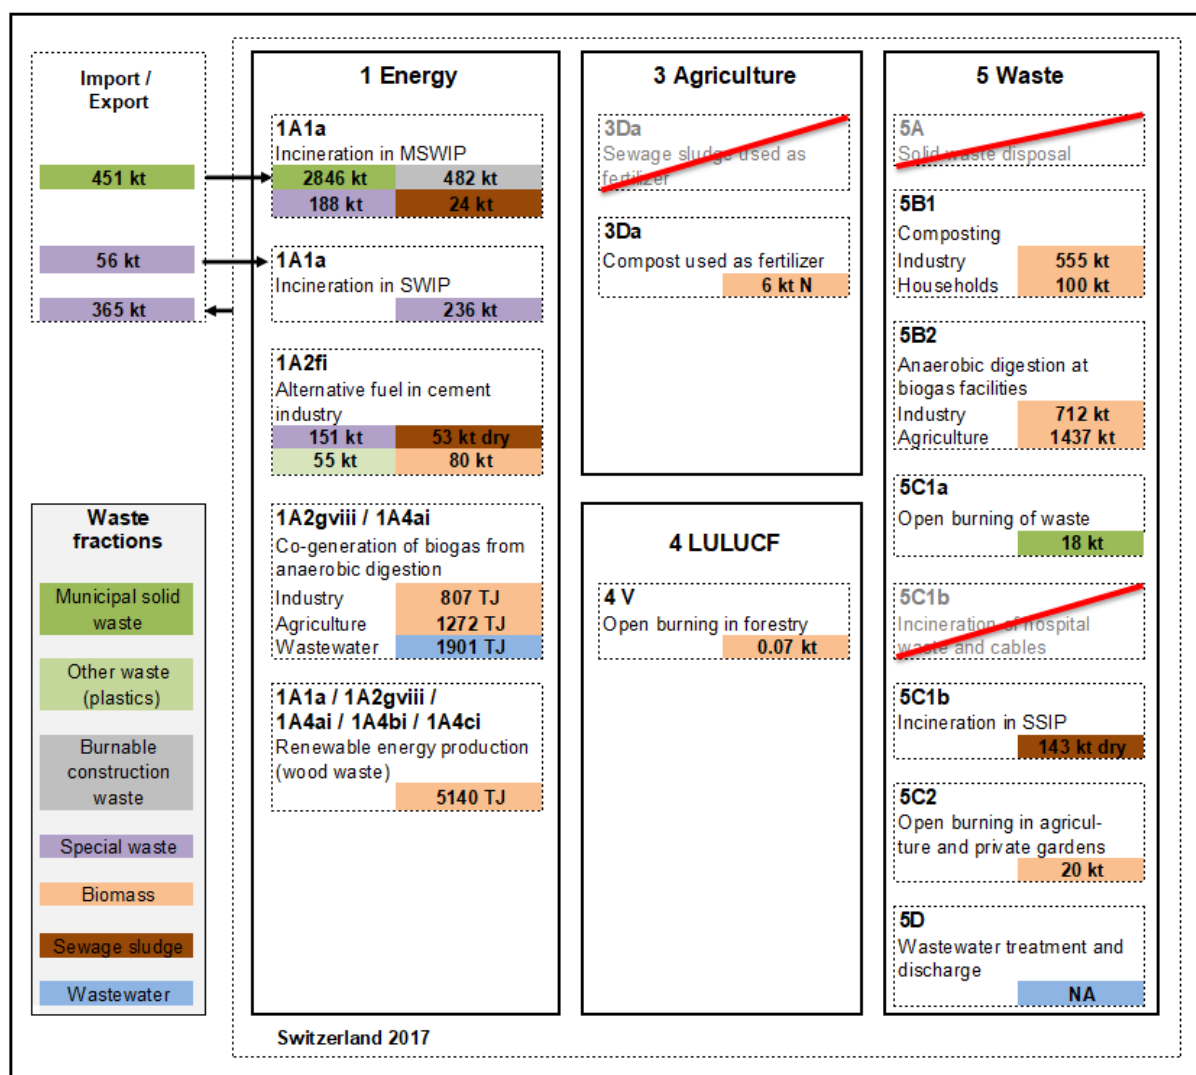 Import /
Export
451 kt
56 kt
365 kt
Waste
fractions
Municipal solid
waste
Other waste
(plastics)
Burnable
construction
waste
Special waste
Biomass
Sewage sludge
Wastewater
1 Energy
1A1a
Incineration in MSWIP
2846 kt 482 kt
188 kt 24 kt
1A1a
Incineration in SWIP
236 kt
1A2fi
Alternative fuel in cement
industry
151 kt 53 kt dry
55 kt 80 kt
1A2gviii / 1A4ai
Co-generation of biogas from
anaerobic digestion
Industry 807 TJ
Agriculture 1272 TJ
Wastewater 1901 TJ
1A1a / 1A2gviii /
1A4ai / 1A4bi / 1A4ci
Renewable energy production
(wood waste)
5140 TJ
3 Agriculture
3Da
Sewage sludge used as
fertilizer
3Da
Compost used as fertilizer
6 kt N
4 LULUCF
4 V
Open burning in forestry
0.07 kt
5 Waste
5A
Solid waste disposal
5B1
Composting
Industry 555 kt
Households 100 kt
5B2
Anaerobic digestion at
biogas facilities
Industry 712 kt
Agriculture 1437 kt
5C1a
Open burning of waste
18 kt
5C1b
Incineration of hospital
waste and cables
5C1b
Incineration in SSIP
143 kt dry
5C2
Open burning in agricul-
ture and private gardens
20 kt
5D
Wastewater treatment and
discharge
NA
Switzerland 2017